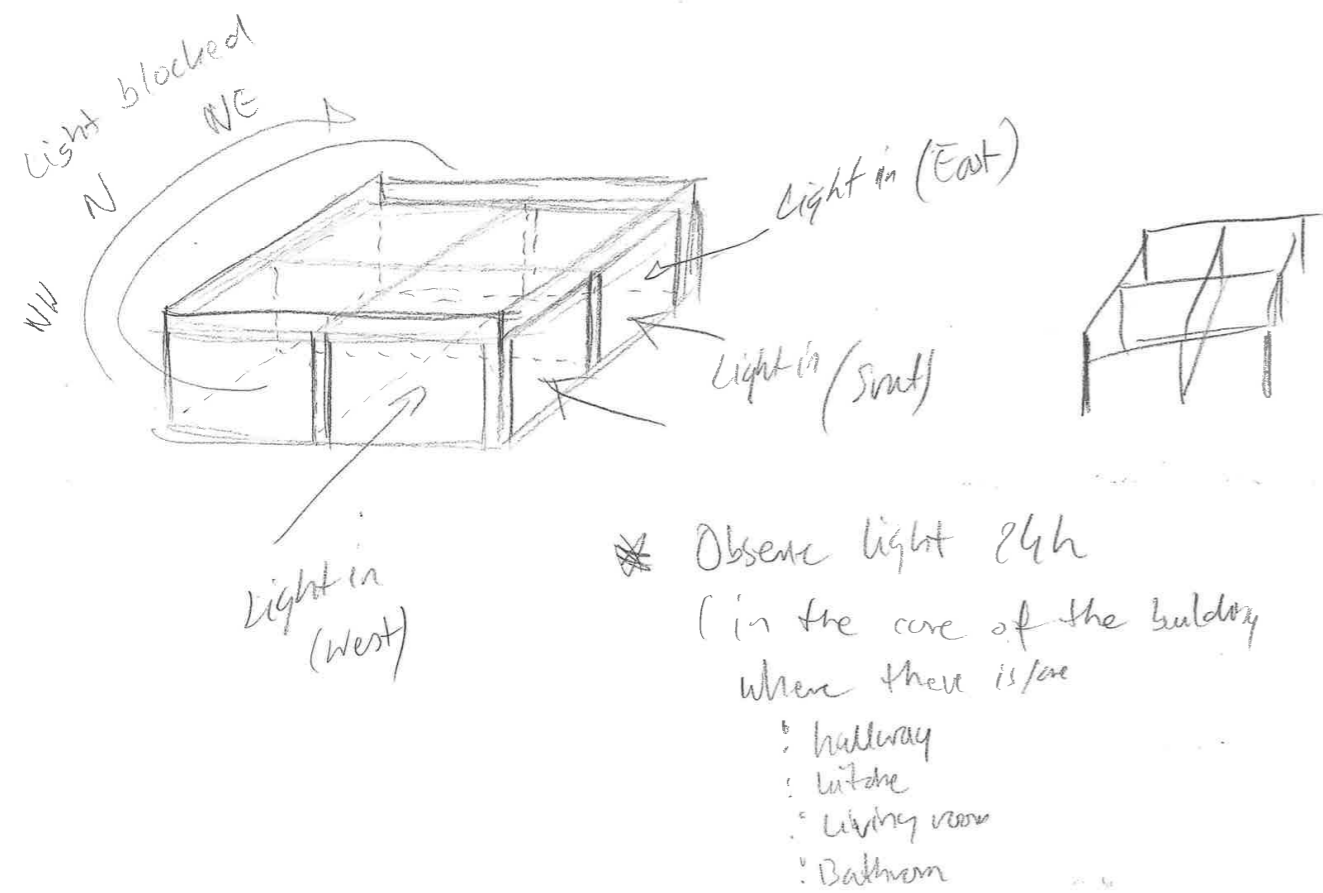 Light blocked
NE
N
NW
Light in (East)
Light in (Sout)
Light in
(West)
* Observe light 24h
( in the core of the building
where there is/are
: hallway
: kitche
: Living room
: Bathroom